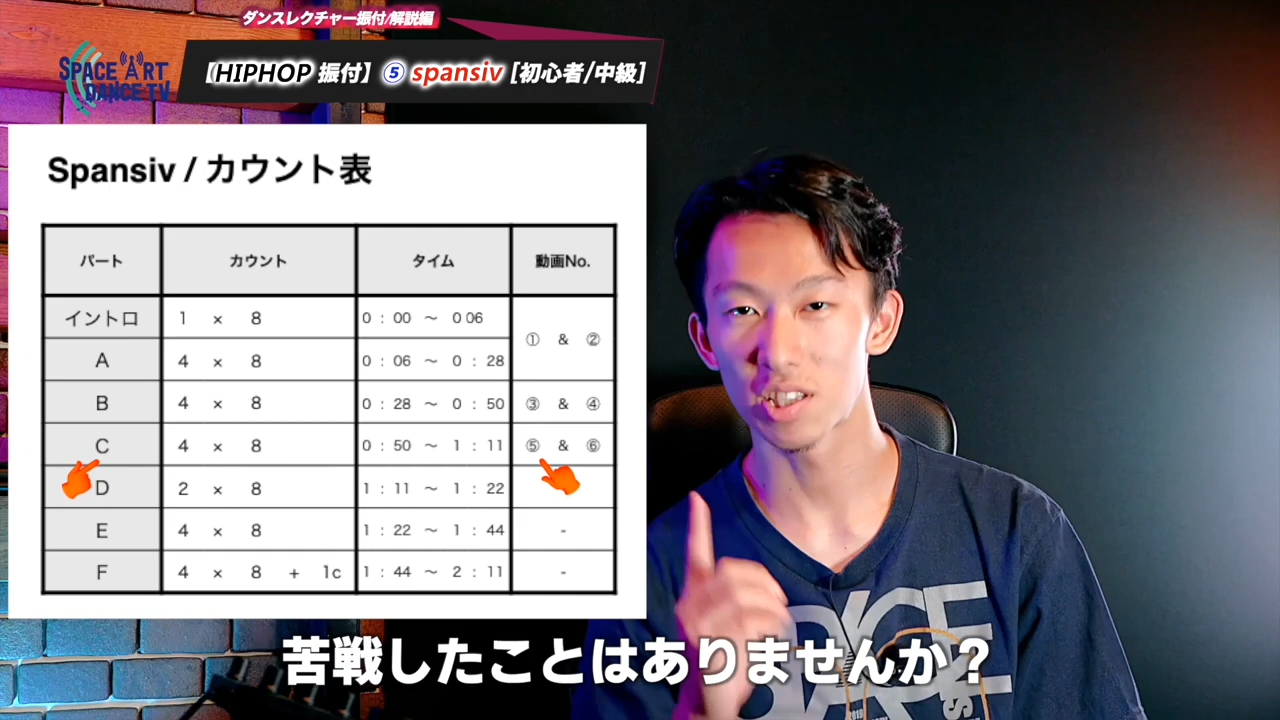 ダンスレクチャー振付/解説編
SPACE ART
DANCE TV
【HIPHOP 振付】⑤ spansiv [初心者/中級]
Spansiv / カウント表
パート カウント タイム 動画No.
イントロ 1 × 8 0 : 00 〜 0 06
① & ②
A 4 × 8 0 : 06 〜 0 : 28
B 4 × 8 0 : 28 〜 0 : 50 ③ & ④
C 4 × 8 0 : 50 〜 1 : 11 ⑤ & ⑥
D 2 × 8 1 : 11 〜 1 : 22
E 4 × 8 1 : 22 〜 1 : 44 -
F 4 × 8 + 1c 1 : 44 〜 2 : 11 -
苦戦したことはありませんか？